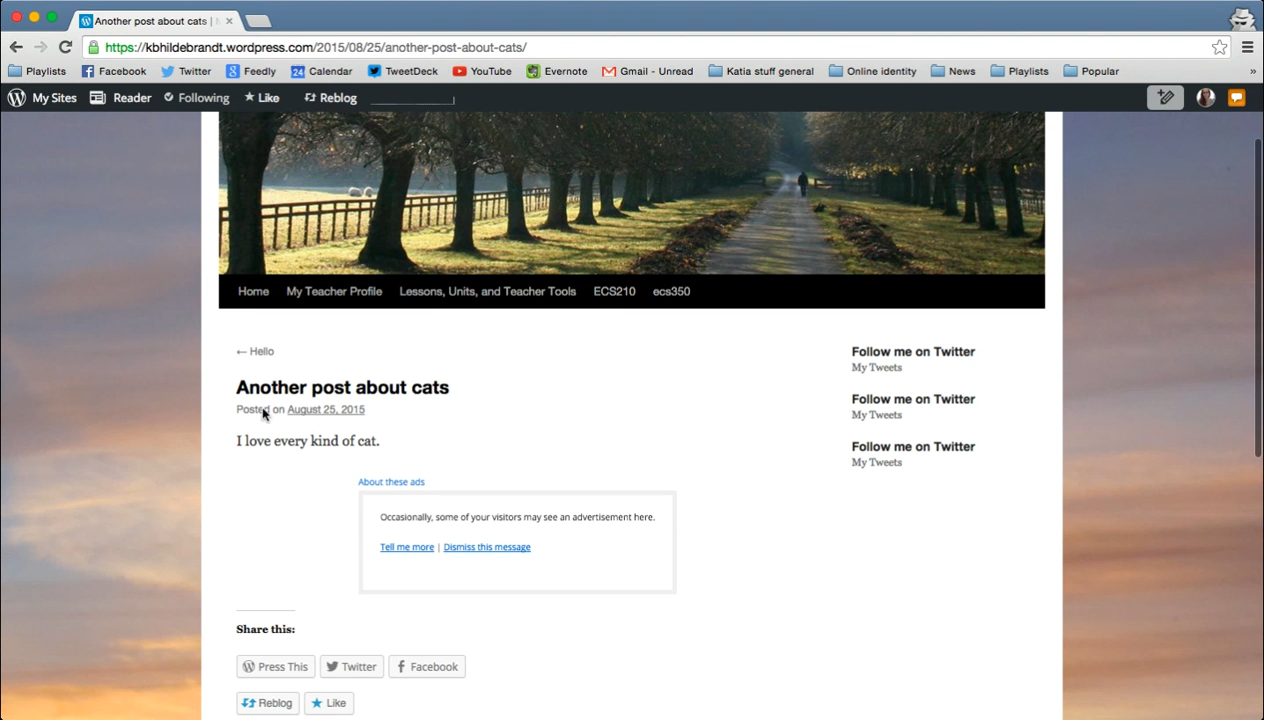 Another post about cats |
https://kbhildebrandt.wordpress.com/2015/08/25/another-post-about-cats/
Playlists Facebook Twitter Feedly 24 Calendar TweetDeck YouTube Evernote Gmail - Unread Katia stuff general Online identity News Playlists Popular »
My Sites Reader Following Like Reblog
Home My Teacher Profile Lessons, Units, and Teacher Tools ECS210 ecs350
← Hello
Another post about cats
Posted on August 25, 2015
I love every kind of cat.
About these ads
Occasionally, some of your visitors may see an advertisement here.
Tell me more | Dismiss this message
Share this:
Press This Twitter Facebook
Reblog Like
Follow me on Twitter
My Tweets
Follow me on Twitter
My Tweets
Follow me on Twitter
My Tweets